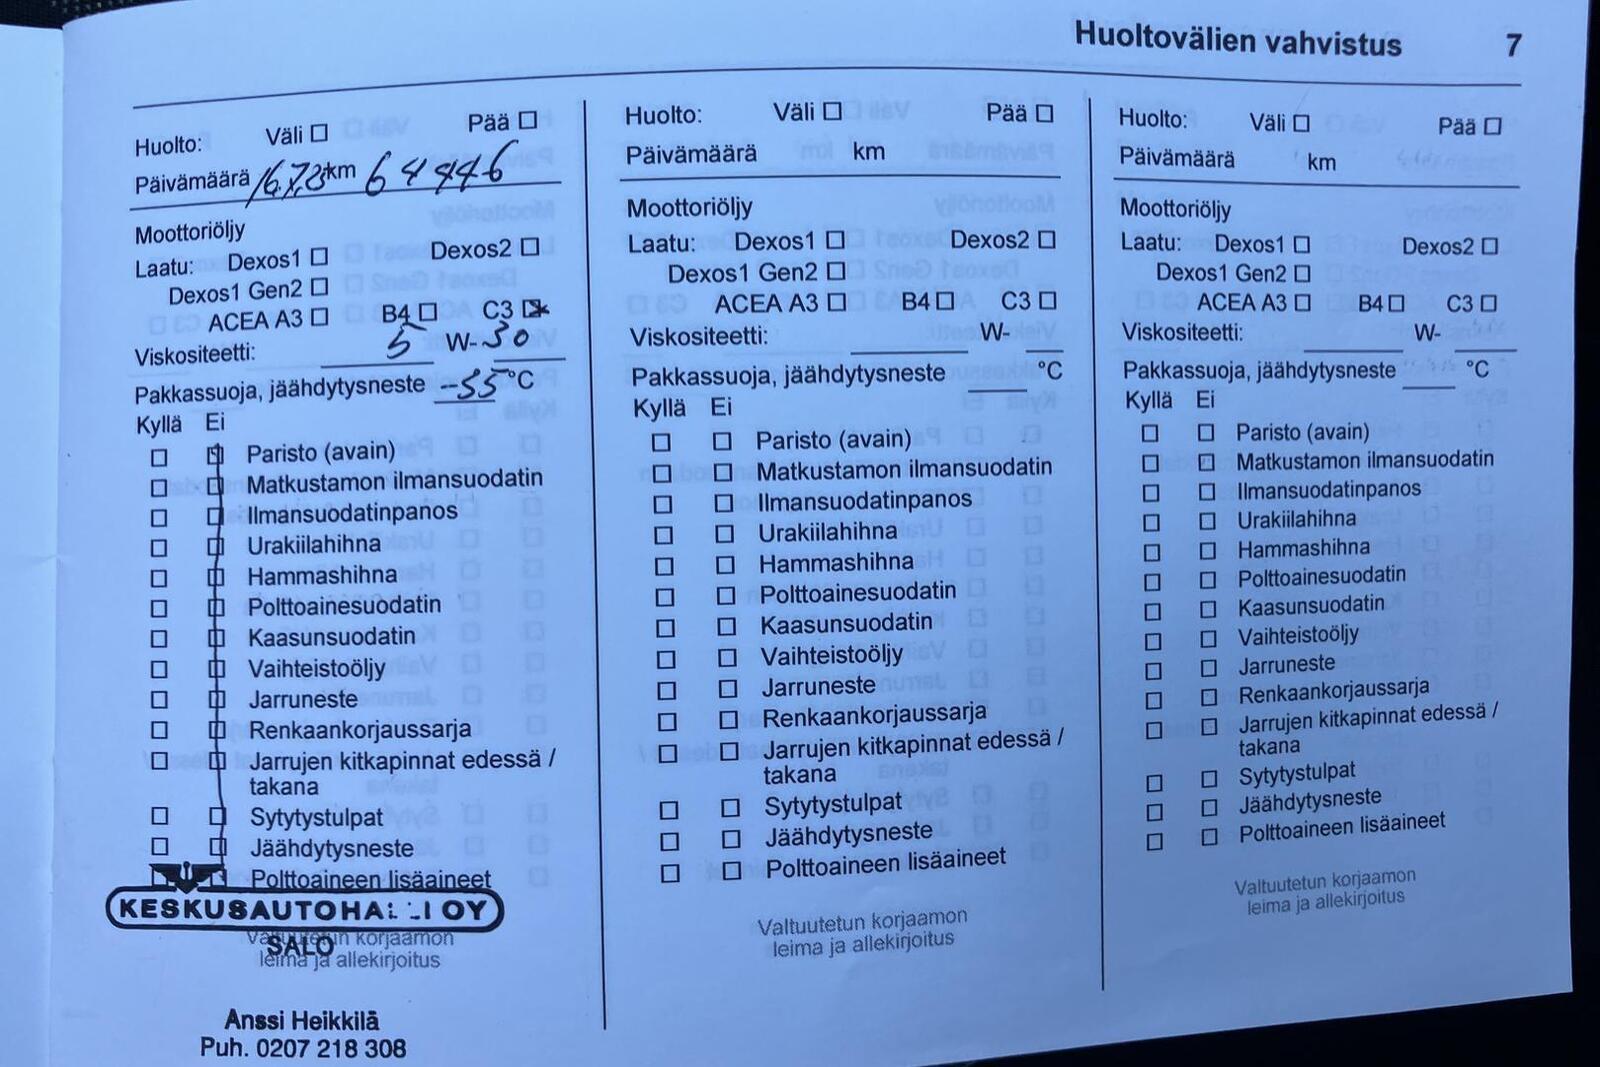 Huoltovälien vahvistus 7
Huolto: Väli ☐ Pää ☐
Päivämäärä km 64446
Moottoriöljy
Laatu: Dexos1 ☐ Dexos2 ☐
Dexos1 Gen2 ☐
ACEA A3 ☐ B4 ☐ C3 ☒
Viskositeetti: 5 W-30
Pakkassuoja, jäähdytysneste -35 °C
Kyllä Ei
Paristo (avain)
Matkustamon ilmansuodatin
Ilmansuodatinpanos
Urakiilahihna
Hammashihna
Polttoainesuodatin
Kaasunsuodatin
Vaihteistoöljy
Jarruneste
Renkaankorjaussarja
Jarrujen kitkapinnat edessä /
takana
Sytytystulpat
Jäähdytysneste
Polttoaineen lisäaineet
KESKUSAUTOHALLI OY
SALO
Valtuutetun korjaamon
leima ja allekirjoitus
Anssi Heikkilä
Puh. 0207 218 308
Huolto: Väli ☐ Pää ☐
Päivämäärä km
Moottoriöljy
Laatu: Dexos1 ☐ Dexos2 ☐
Dexos1 Gen2 ☐
ACEA A3 ☐ B4 ☐ C3 ☐
Viskositeetti: W-
Pakkassuoja, jäähdytysneste °C
Kyllä Ei
Paristo (avain)
Matkustamon ilmansuodatin
Ilmansuodatinpanos
Urakiilahihna
Hammashihna
Polttoainesuodatin
Kaasunsuodatin
Vaihteistoöljy
Jarruneste
Renkaankorjaussarja
Jarrujen kitkapinnat edessä /
takana
Sytytystulpat
Jäähdytysneste
Polttoaineen lisäaineet
Valtuutetun korjaamon
leima ja allekirjoitus
Huolto: Väli ☐ Pää ☐
Päivämäärä km
Moottoriöljy
Laatu: Dexos1 ☐ Dexos2 ☐
Dexos1 Gen2 ☐
ACEA A3 ☐ B4 ☐ C3 ☐
Viskositeetti: W-
Pakkassuoja, jäähdytysneste °C
Kyllä Ei
Paristo (avain)
Matkustamon ilmansuodatin
Ilmansuodatinpanos
Urakiilahihna
Hammashihna
Polttoainesuodatin
Kaasunsuodatin
Vaihteistoöljy
Jarruneste
Renkaankorjaussarja
Jarrujen kitkapinnat edessä /
takana
Sytytystulpat
Jäähdytysneste
Polttoaineen lisäaineet
Valtuutetun korjaamon
leima ja allekirjoitus